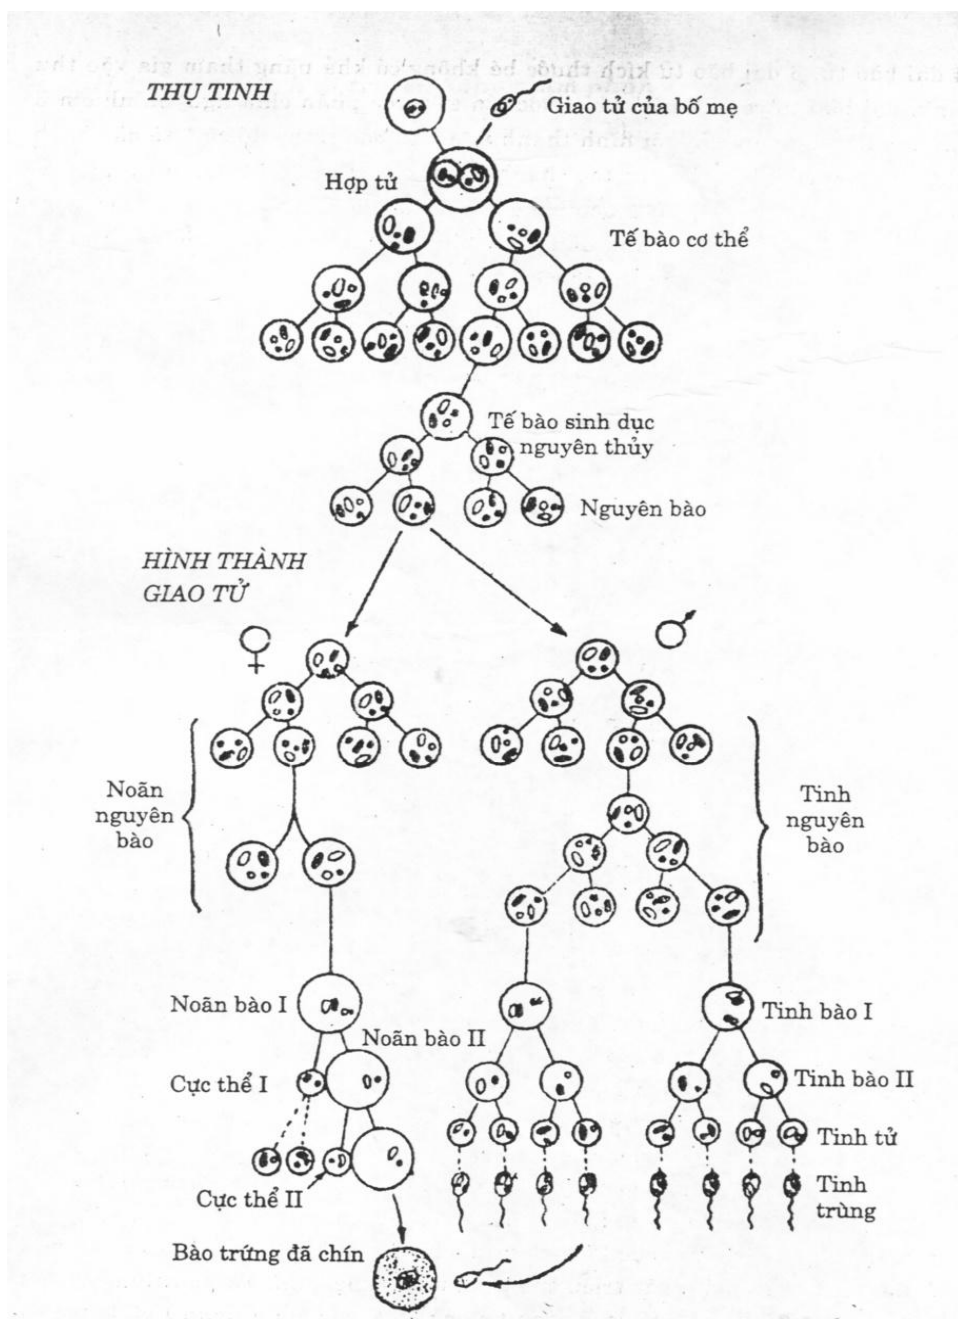 THỤ TINH
Giao tử của bố mẹ
Hợp tử
Tế bào cơ thể
Tế bào sinh dục
nguyên thủy
Nguyên bào
HÌNH THÀNH
GIAO TỬ
Noãn
nguyên
bào
Tinh
nguyên
bào
Noãn bào I
Noãn bào II
Tinh bào I
Cực thể I
Tinh bào II
Tinh tử
Cực thể II
Tinh
trùng
Bào trứng đã chín